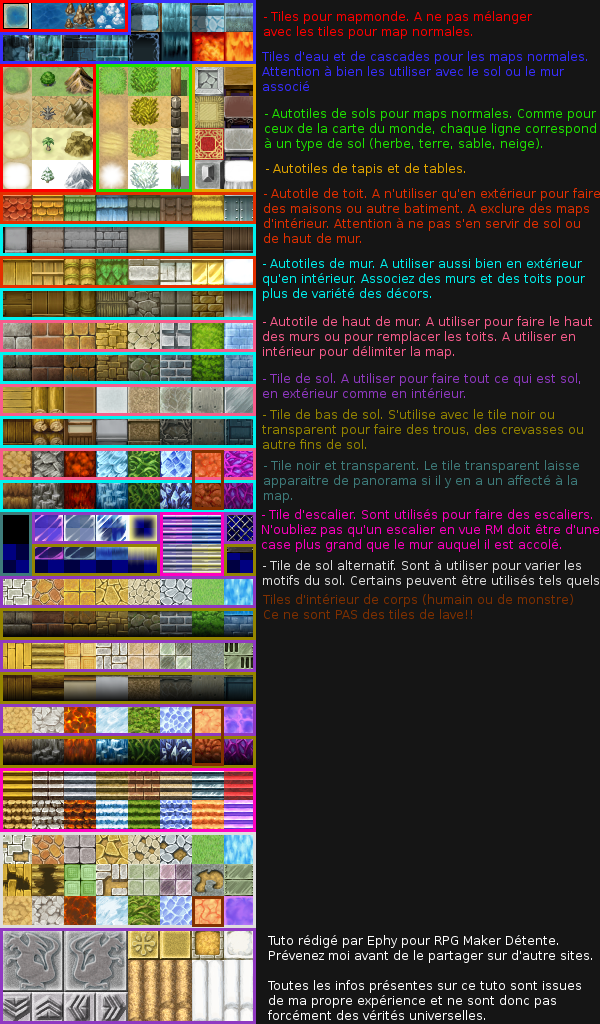 - Tiles pour mapmonde. A ne pas mélanger
avec les tiles pour map normales.
Tiles d'eau et de cascades pour les maps normales.
Attention à bien les utiliser avec le sol ou le mur
associé
- Autotiles de sols pour maps normales. Comme pour
ceux de la carte du monde, chaque ligne correspond
à un type de sol (herbe, terre, sable, neige).
- Autotiles de tapis et de tables.
- Autotile de toit. A n'utiliser qu'en extérieur pour faire
des maisons ou autre batiment. A exclure des maps
d'intérieur. Attention à ne pas s'en servir de sol ou
de haut de mur.
- Autotiles de mur. A utiliser aussi bien en extérieur
qu'en intérieur. Associez des murs et des toits pour
plus de variété des décors.
- Autotile de haut de mur. A utiliser pour faire le haut
des murs ou pour remplacer les toits. A utiliser en
intérieur pour délimiter la map.
- Tile de sol. A utiliser pour faire tout ce qui est sol,
en extérieur comme en intérieur.
- Tile de bas de sol. S'utilise avec le tile noir ou
transparent pour faire des trous, des crevasses ou
autre fins de sol.
- Tile noir et transparent. Le tile transparent laisse
apparaitre de panorama si il y en a un affecté à la
map.
- Tile d'escalier. Sont utilisés pour faire des escaliers.
N'oubliez pas qu'un escalier en vue RM doit être d'une
case plus grand que le mur auquel il est accolé.
- Tile de sol alternatif. Sont à utiliser pour varier les
motifs du sol. Certains peuvent être utilisés tels quels
Tiles d'intérieur de corps (humain ou de monstre)
Ce ne sont PAS des tiles de lave!!
Tuto rédigé par Ephy pour RPG Maker Détente.
Prévenez moi avant de le partager sur d'autre sites.
Toutes les infos présentes sur ce tuto sont issues
de ma propre expérience et ne sont donc pas
forcément des vérités universelles.